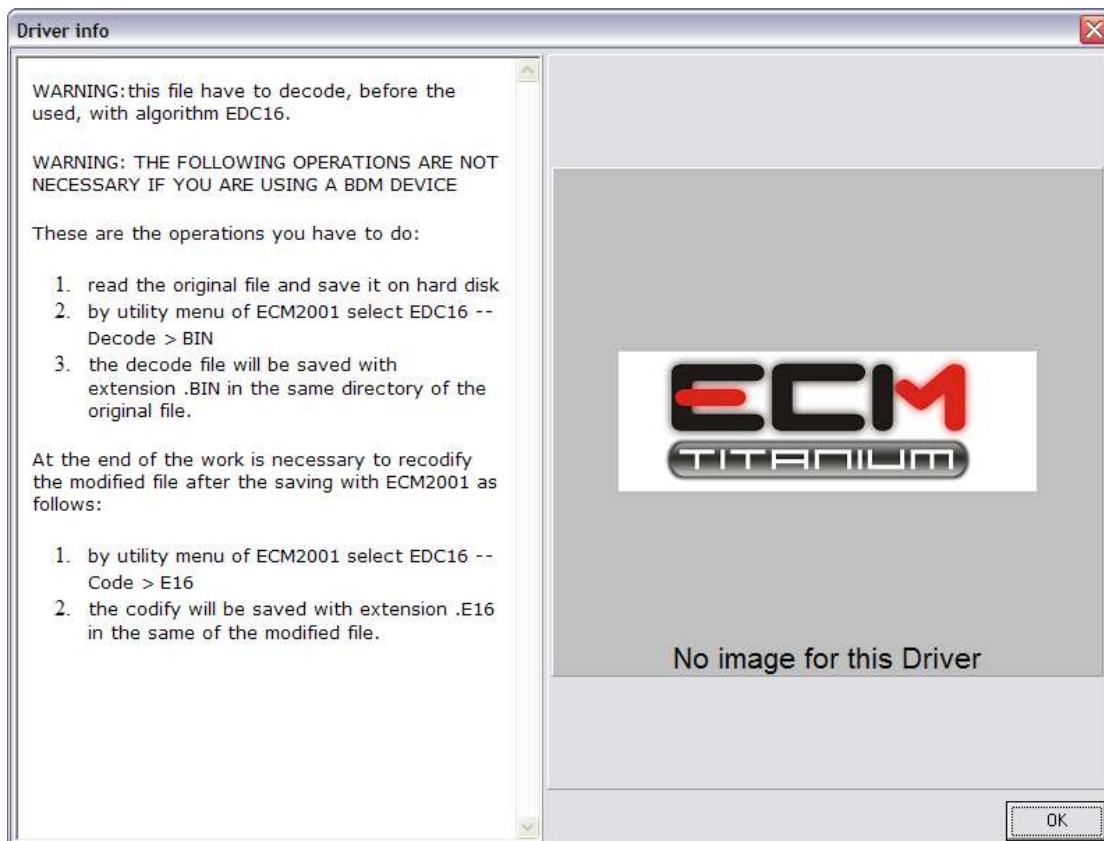 Driver info
WARNING:this file have to decode, before the
used, with algorithm EDC16.
WARNING: THE FOLLOWING OPERATIONS ARE NOT
NECESSARY IF YOU ARE USING A BDM DEVICE
These are the operations you have to do:
1. read the original file and save it on hard disk
2. by utility menu of ECM2001 select EDC16 --
Decode > BIN
3. the decode file will be saved with
extension .BIN in the same directory of the
original file.
At the end of the work is necessary to recodify
the modified file after the saving with ECM2001 as
follows:
1. by utility menu of ECM2001 select EDC16 --
Code > E16
2. the codify will be saved with extension .E16
in the same of the modified file.
ECM
TITANIUM
No image for this Driver
OK